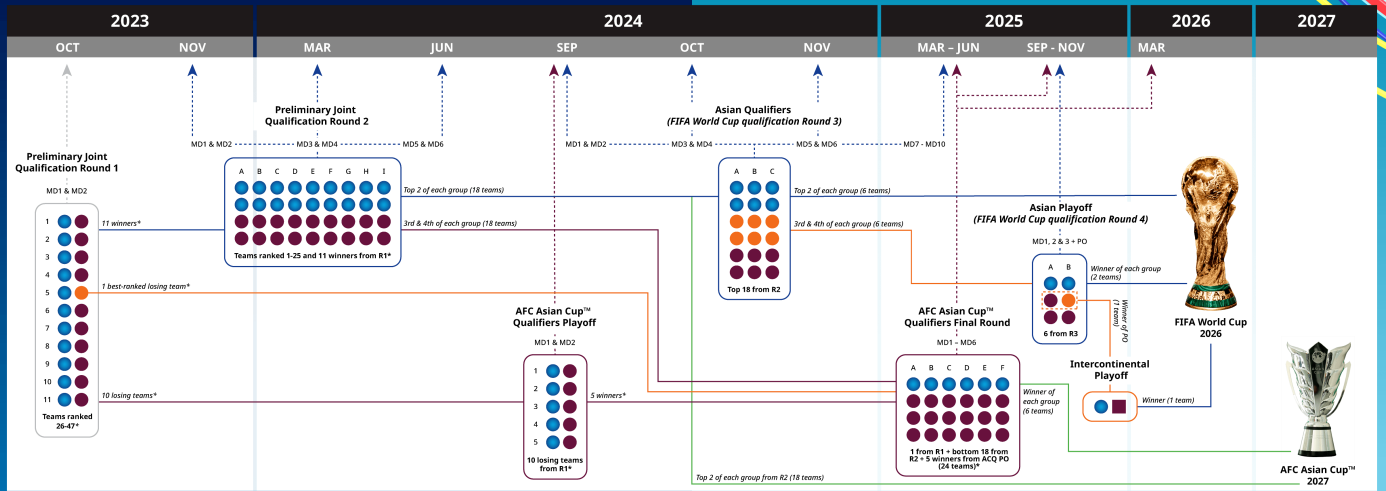 2023
2024
2025
2026
2027
OCT
NOV
MAR
JUN
SEP
OCT
NOV
MAR – JUN
SEP - NOV
MAR
Preliminary Joint
Qualification Round 1
MD1 & MD2
1
2
3
4
5
6
7
8
9
10
11
Teams ranked
26-47*
11 winners*
1 best-ranked losing team*
10 losing teams*
Preliminary Joint
Qualification Round 2
MD1 & MD2
MD3 & MD4
MD5 & MD6
A B C D E F G H I
Teams ranked 1-25 and 11 winners from R1*
Top 2 of each group (18 teams)
3rd & 4th of each group (18 teams)
AFC Asian Cup™
Qualifiers Playoff
MD1 & MD2
1
2
3
4
5
10 losing teams
from R1*
5 winners*
Asian Qualifiers
(FIFA World Cup qualification Round 3)
MD1 & MD2
MD3 & MD4
MD5 & MD6
MD7 - MD10
A B C
Top 18 from R2
Top 2 of each group (6 teams)
3rd & 4th of each group (6 teams)
Top 2 of each group from R2 (18 teams)
AFC Asian Cup™
Qualifiers Final Round
MD1 – MD6
A B C D E F
1 from R1 + bottom 18 from
R2 + 5 winners from ACQ PO
(24 teams)*
Winner of
each group
(6 teams)
Asian Playoff
(FIFA World Cup qualification Round 4)
MD1, 2 & 3 + PO
A B
6 from R3
Winner of each group
(2 teams)
Winner of PO
(1 team)
Intercontinental
Playoff
Winner (1 team)
FIFA World Cup
2026
AFC Asian Cup™
2027